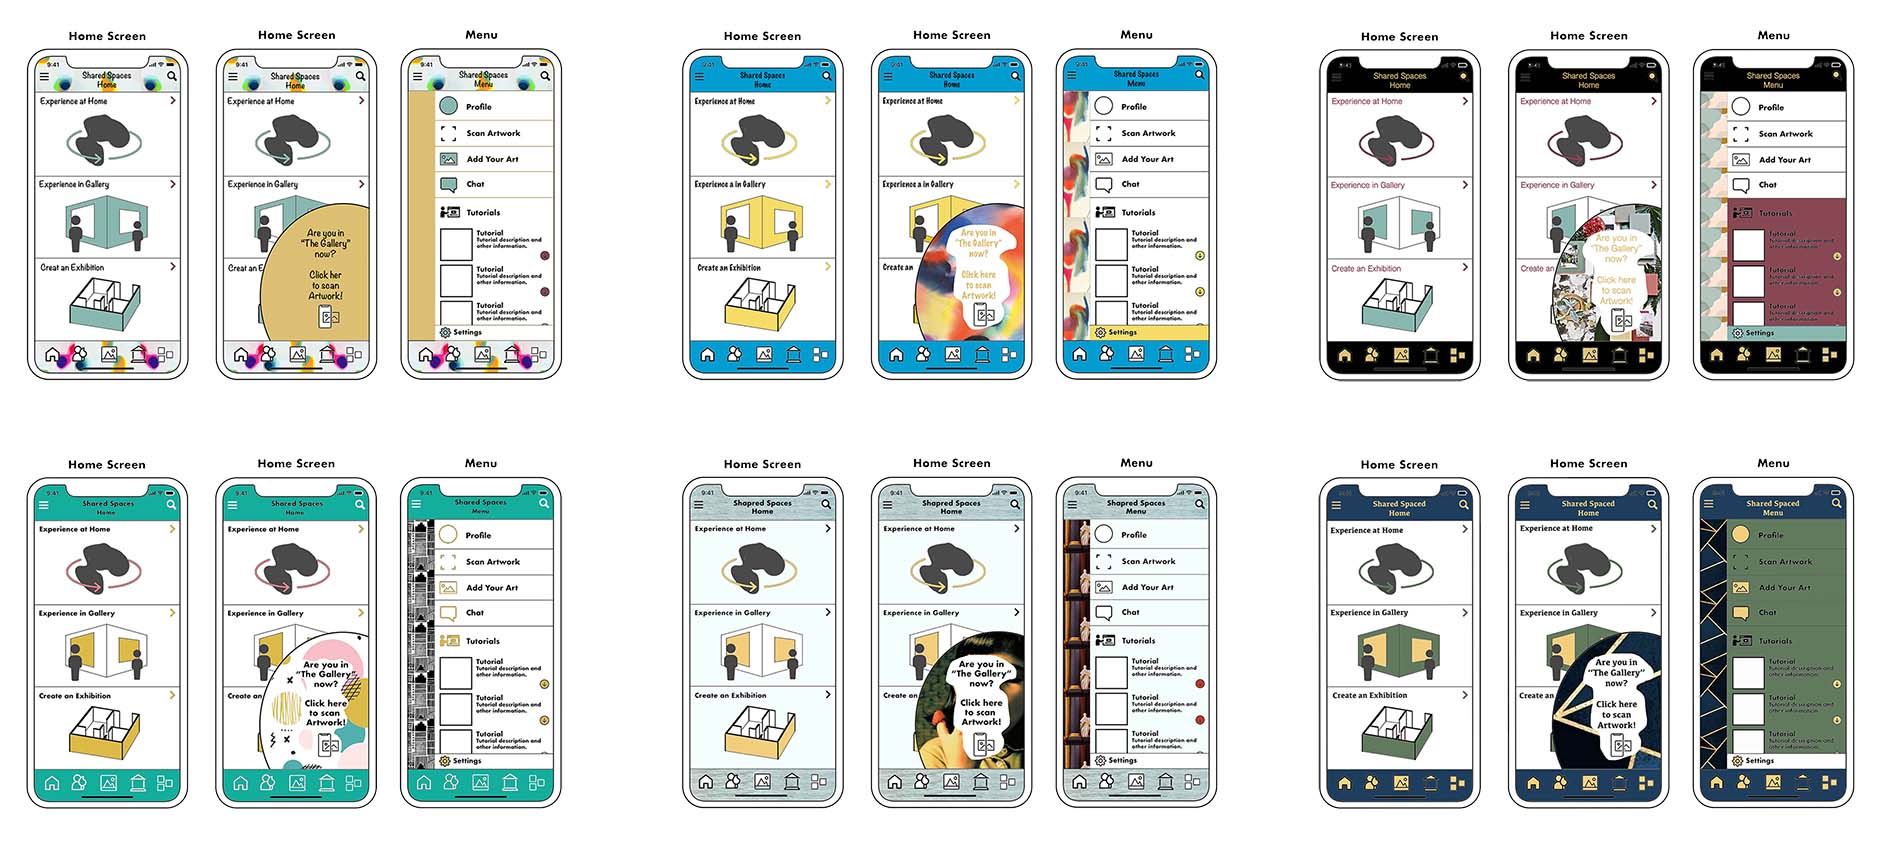 Home Screen
9:41
Shared Spaces
Home
Experience at Home
Experience in Gallery
Creat an Exhibition
Home Screen
9:41
Shared Spaces
Home
Experience at Home
Experience in Gallery
Creat an E
Are you in
"The Gallery"
now?
Click her
to scan
Artwork!
Menu
9:41
Shared Spaces
Menu
Profile
Scan Artwork
Add Your Art
Chat
Tutorials
Tutorial
Tutorial description and
other information.
Tutorial
Tutorial description and
other information.
Tutorial
Tutorial description and
other information.
Settings
Home Screen
9:41
Shared Spaces
Home
Experience at Home
Experience a in Gallery
Create an Exhibition
Home Screen
9:41
Shared Spaces
Home
Experience at Home
Experience a in Gallery
Create an
Are you in
"The Gallery"
now?
Click here
to scan
Artwork!
Menu
9:41
Shared Spaces
Menu
Profile
Scan Artwork
Add Your Art
Chat
Tutorials
Tutorial
Tutorial description and
other information.
Tutorial
Tutorial description and
other information.
Tutorial
Tutorial description and
other information.
Settings
Home Screen
Shared Spaces
Home
Experience at Home
Experience in Gallery
Create an Exhibition
Home Screen
Shared Spaces
Home
Experience at Home
Experience in Gallery
Create an
Are you in
"The Gallery"
now?
Click here
to scan
Artwork!
Menu
Shared Spaces
Menu
Profile
Scan Artwork
Add Your Art
Chat
Tutorials
Tutorial
Tutorial description and
other information.
Tutorial
Tutorial description and
other information.
Tutorial
Tutorial description and
other information.
Settings
Home Screen
9:41
Shared Spaces
Home
Experience at Home
Experience in Gallery
Create an Exhibition
Home Screen
9:41
Shared Spaces
Home
Experience at Home
Experience in Gallery
Create an
Are you in
"The Gallery"
now?
Click here
to scan
Artwork!
Menu
9:41
Shared Spaces
Menu
Profile
Scan Artwork
Add Your Art
Chat
Tutorials
Tutorial
Tutorial description and
other information.
Tutorial
Tutorial description and
other information.
Tutorial
Tutorial description and
other information.
Settings
Home Screen
9:41
Shapred Spaces
Home
Experience at Home
Experience in Gallery
Create an Exhibition
Home Screen
9:41
Shapred Spaces
Home
Experience at Home
Experience in Gallery
Create an
Are you in
"The Gallery"
now?
Click here
to scan
Artwork!
Menu
9:41
Shapred Spaces
Menu
Profile
Scan Artwork
Add Your Art
Chat
Tutorials
Tutorial
Tutorial description and
other information.
Tutorial
Tutorial description and
other information.
Tutorial
Tutorial description and
other information.
Settings
Home Screen
Shared Spaced
Home
Experience at Home
Experience in Gallery
Create an Exhibition
Home Screen
Shared Spaced
Home
Experience at Home
Experience in Gallery
Create an
Are you in
"The Gallery"
now?
Click here
to scan
Artwork!
Menu
Shared Spaced
Menu
Profile
Scan Artwork
Add Your Art
Chat
Tutorials
Tutorial
Tutorial description and
other information.
Tutorial
Tutorial description and
other information.
Tutorial
Tutorial description and
other information.
Settings